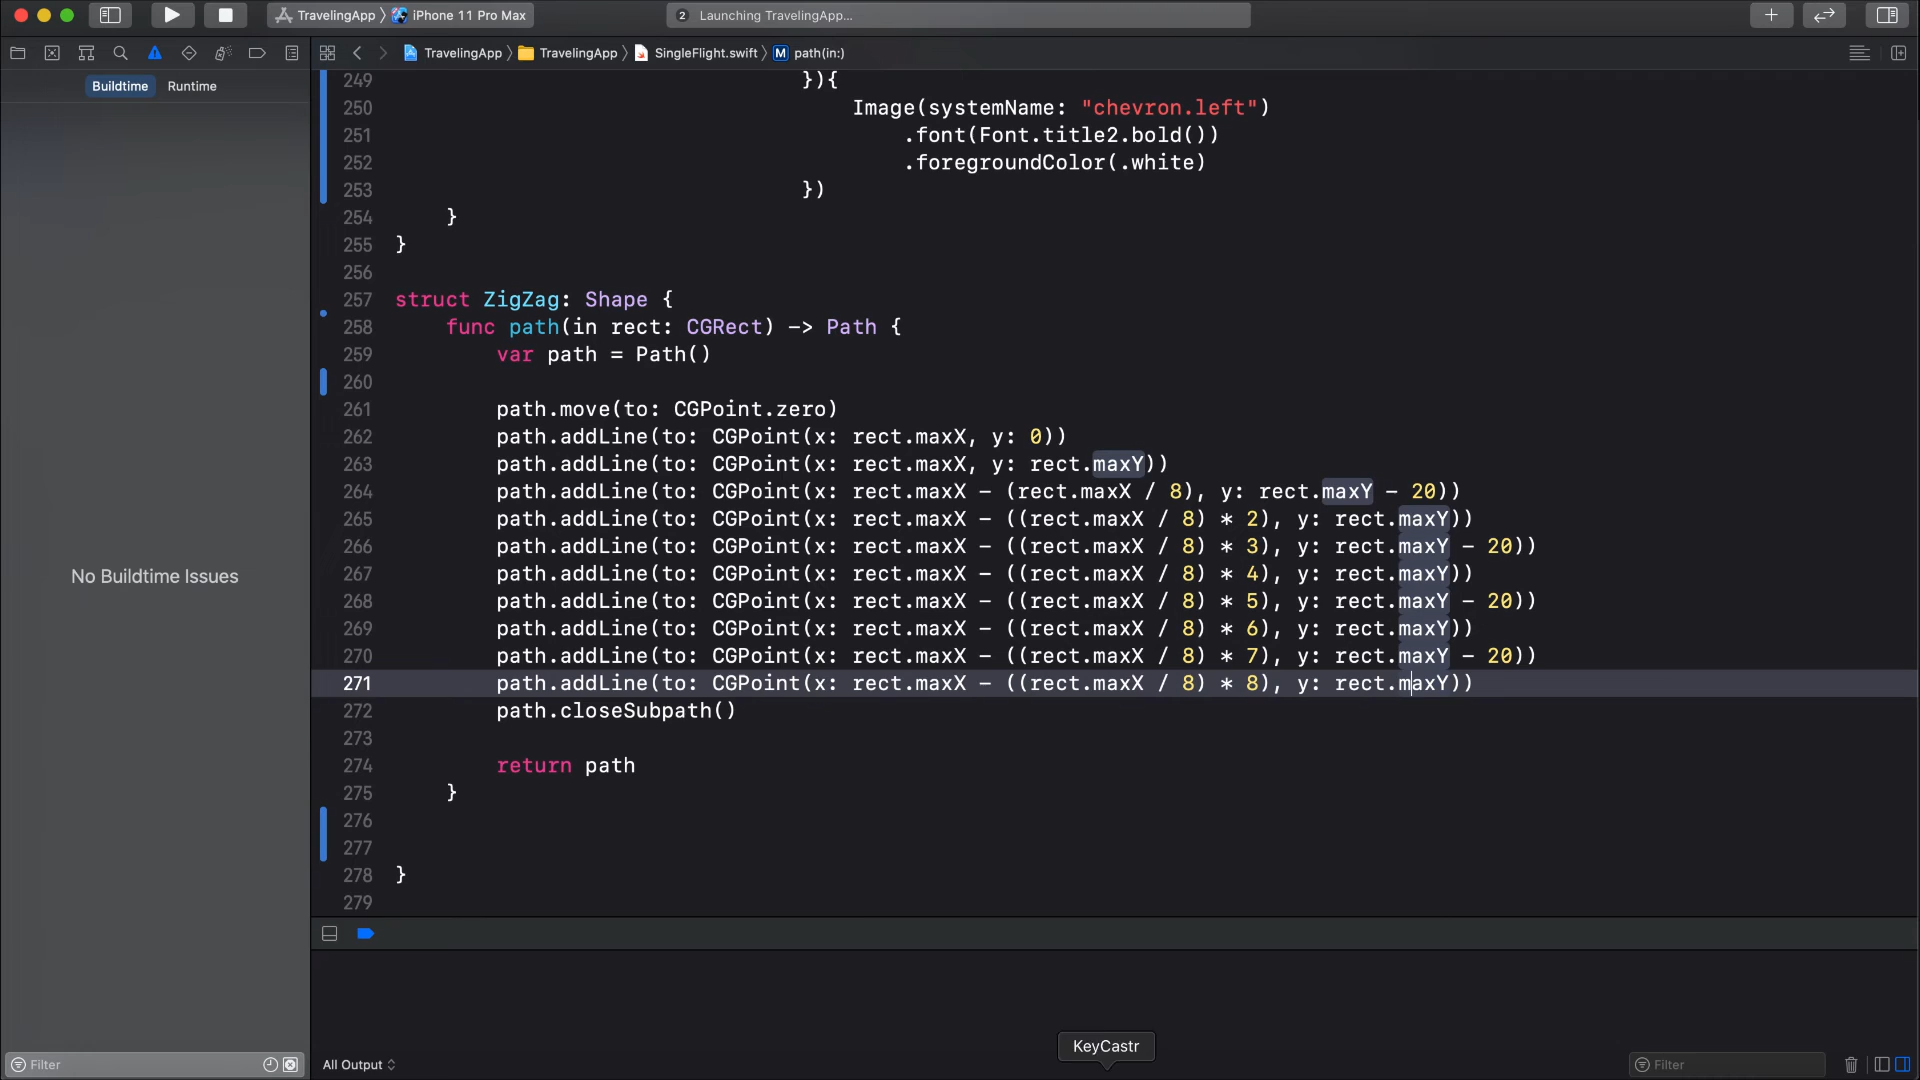 TravelingApp 〉 iPhone 11 Pro Max
2 Launching TravelingApp...
TravelingApp 〉 TravelingApp 〉 SingleFlight.swift 〉 M path(in:)
Buildtime Runtime
No Buildtime Issues
249 }){
250 Image(systemName: "chevron.left")
251 .font(Font.title2.bold())
252 .foregroundColor(.white)
253 })
254 }
255 }
256
257 struct ZigZag: Shape {
258 func path(in rect: CGRect) -> Path {
259 var path = Path()
260
261 path.move(to: CGPoint.zero)
262 path.addLine(to: CGPoint(x: rect.maxX, y: 0))
263 path.addLine(to: CGPoint(x: rect.maxX, y: rect.maxY))
264 path.addLine(to: CGPoint(x: rect.maxX - (rect.maxX / 8), y: rect.maxY - 20))
265 path.addLine(to: CGPoint(x: rect.maxX - ((rect.maxX / 8) * 2), y: rect.maxY))
266 path.addLine(to: CGPoint(x: rect.maxX - ((rect.maxX / 8) * 3), y: rect.maxY - 20))
267 path.addLine(to: CGPoint(x: rect.maxX - ((rect.maxX / 8) * 4), y: rect.maxY))
268 path.addLine(to: CGPoint(x: rect.maxX - ((rect.maxX / 8) * 5), y: rect.maxY - 20))
269 path.addLine(to: CGPoint(x: rect.maxX - ((rect.maxX / 8) * 6), y: rect.maxY))
270 path.addLine(to: CGPoint(x: rect.maxX - ((rect.maxX / 8) * 7), y: rect.maxY - 20))
271 path.addLine(to: CGPoint(x: rect.maxX - ((rect.maxX / 8) * 8), y: rect.maxY))
272 path.closeSubpath()
273
274 return path
275 }
276
277
278 }
279
KeyCastr
Filter
All Output
Filter